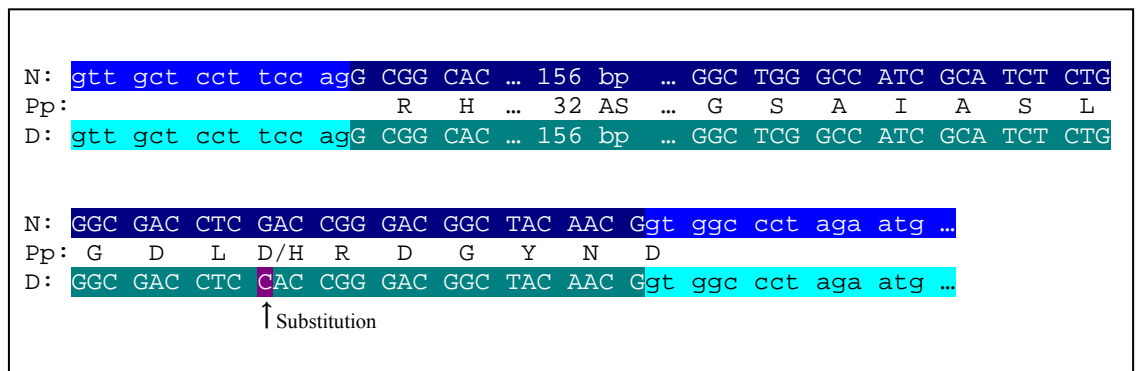 N: gtt gct cct tcc agG CGG CAC … 156 bp … GGC TGG GCC ATC GCA TCT CTG
Pp: R H … 32 AS … G S A I A S L
D: gtt gct cct tcc agG CGG CAC … 156 bp … GGC TCG GCC ATC GCA TCT CTG
N: GGC GAC CTC GAC CGG GAC GGC TAC AAC Ggt ggc cct aga atg …
Pp: G D L D/H R D G Y N D
D: GGC GAC CTC CAC CGG GAC GGC TAC AAC Ggt ggc cct aga atg …
↑Substitution